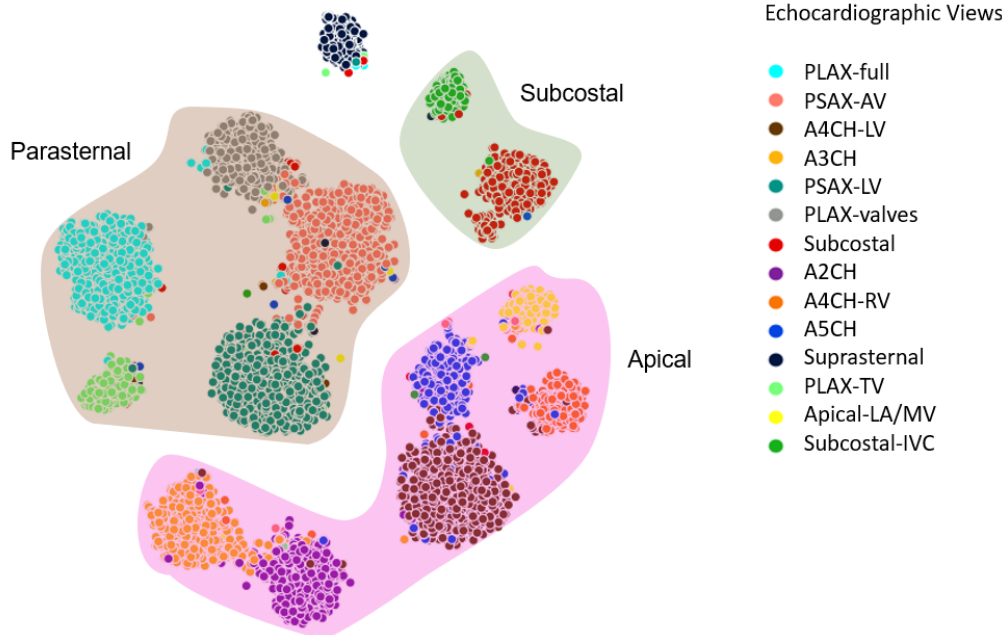 Echocardiographic Views
PLAX-full
PSAX-AV
A4CH-LV
A3CH
PSAX-LV
PLAX-valves
Subcostal
A2CH
A4CH-RV
A5CH
Suprasternal
PLAX-TV
Apical-LA/MV
Subcostal-IVC
Subcostal
Parasternal
Apical